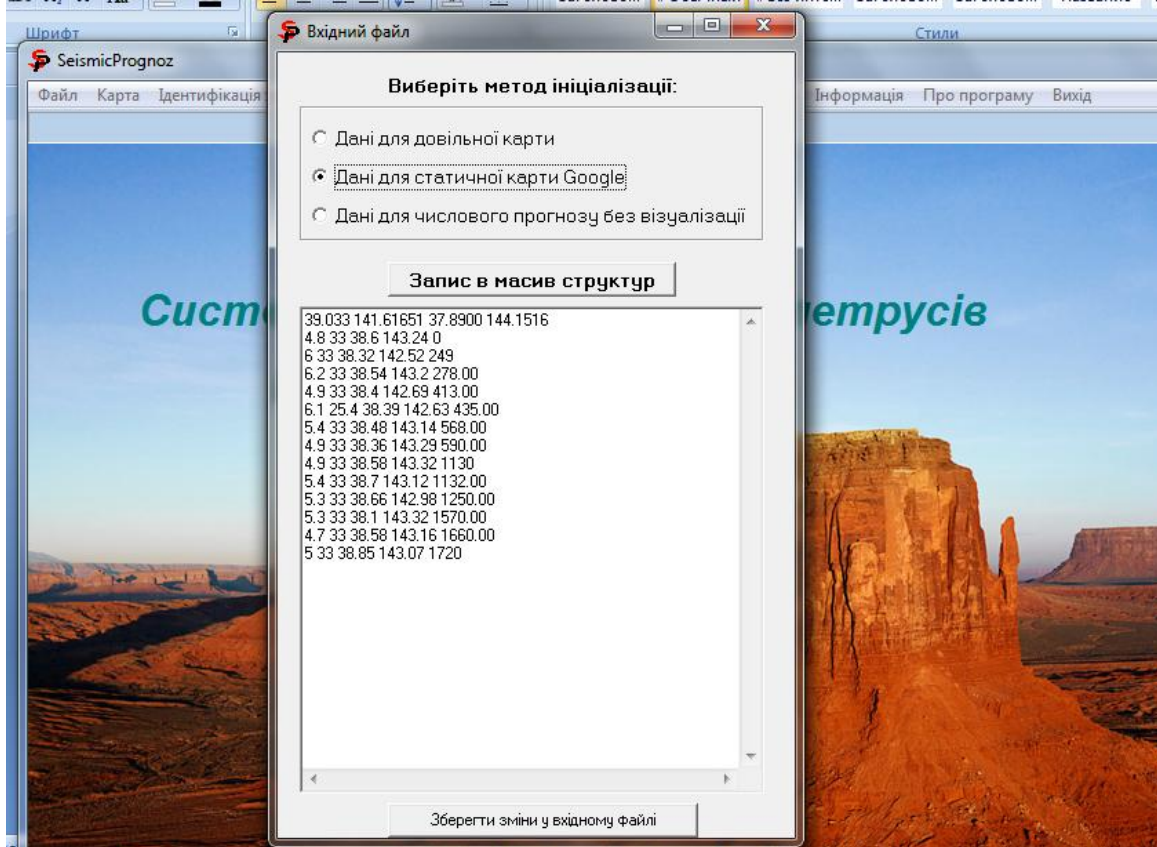 Шрифт
Стили
Вхідний файл
SeismicPrognoz
Файл Карта Ідентифікація Інформація Про програму Вихід
Виберіть метод ініціалізації:
Дані для довільної карти
Дані для статичної карти Google
Дані для числового прогнозу без візуалізації
Запис в масив структур
39.033 141.61651 37.8900 144.1516
4.8 33 38.6 143.24 0
6 33 38.32 142.52 249
6.2 33 38.54 143.2 278.00
4.9 33 38.4 142.69 413.00
6.1 25.4 38.39 142.63 435.00
5.4 33 38.48 143.14 568.00
4.9 33 38.36 143.29 590.00
4.9 33 38.58 143.32 1130
5.4 33 38.7 143.12 1132.00
5.3 33 38.66 142.98 1250.00
5.3 33 38.1 143.32 1570.00
4.7 33 38.58 143.16 1660.00
5 33 38.85 143.07 1720
Зберегти зміни у вхідному файлі